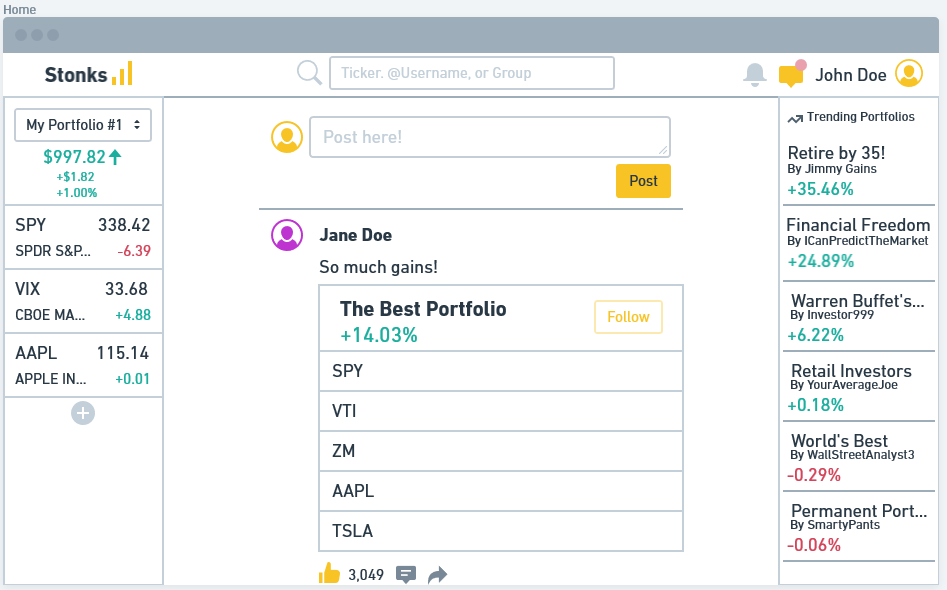 Home
Stonks
Ticker. @Username, or Group
John Doe
My Portfolio #1
$997.82
+$1.82
+1.00%
SPY 338.42
SPDR S&P... -6.39
VIX 33.68
CBOE MA... +4.88
AAPL 115.14
APPLE IN... +0.01
Post here!
Post
Jane Doe
So much gains!
The Best Portfolio
+14.03%
Follow
SPY
VTI
ZM
AAPL
TSLA
3,049
Trending Portfolios
Retire by 35!
By Jimmy Gains
+35.46%
Financial Freedom
By ICanPredictTheMarket
+24.89%
Warren Buffet's...
By Investor999
+6.22%
Retail Investors
By YourAverageJoe
+0.18%
World's Best
By WallStreetAnalyst3
-0.29%
Permanent Port...
By SmartyPants
-0.06%